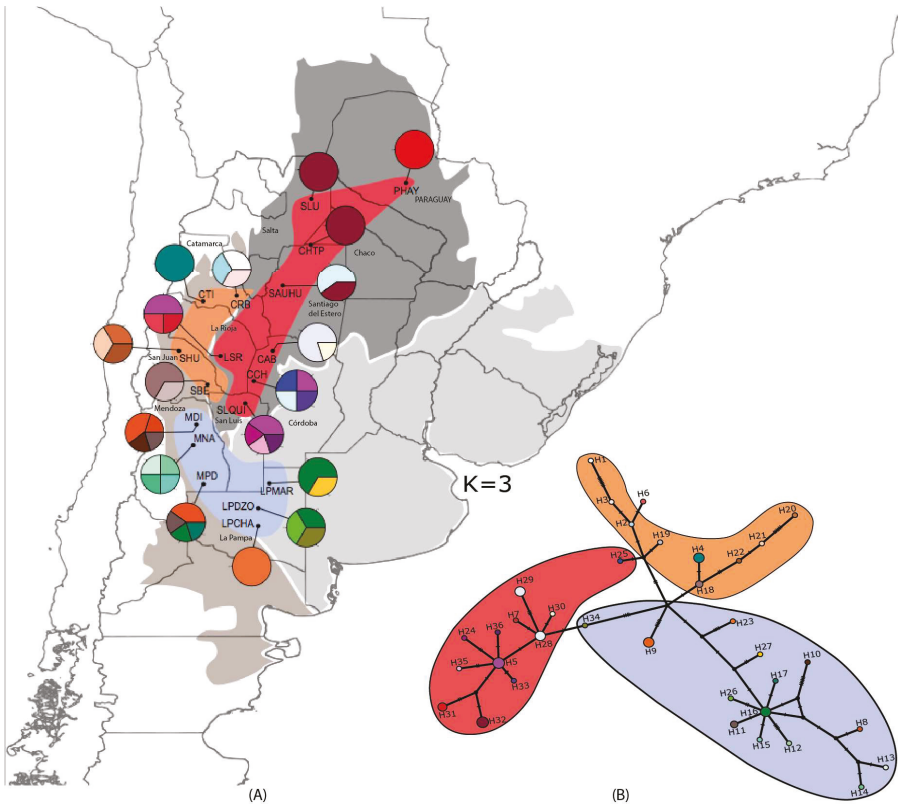 PHAY
PARAGUAY
SLU
Salta
CHTP
Chaco
Catamarca
CTI
CRB
SAUHU
Santiago
del Estero
La Rioja
San Juan
SHU
LSR
CAB
CCH
SBE
Mendoza
SLQUI
San Luis
Córdoba
MDI
MNA
MPD
LPMAR
LPDZO
LPCHA
La Pampa
K=3
H1
H3
H6
H2
H19
H25
H4
H20
H21
H22
H18
H29
H7
H30
H24
H36
H28
H34
H35
H5
H33
H31
H32
H9
H23
H27
H10
H17
H26
H16
H11
H15
H12
H8
H13
H14
(A)
(B)